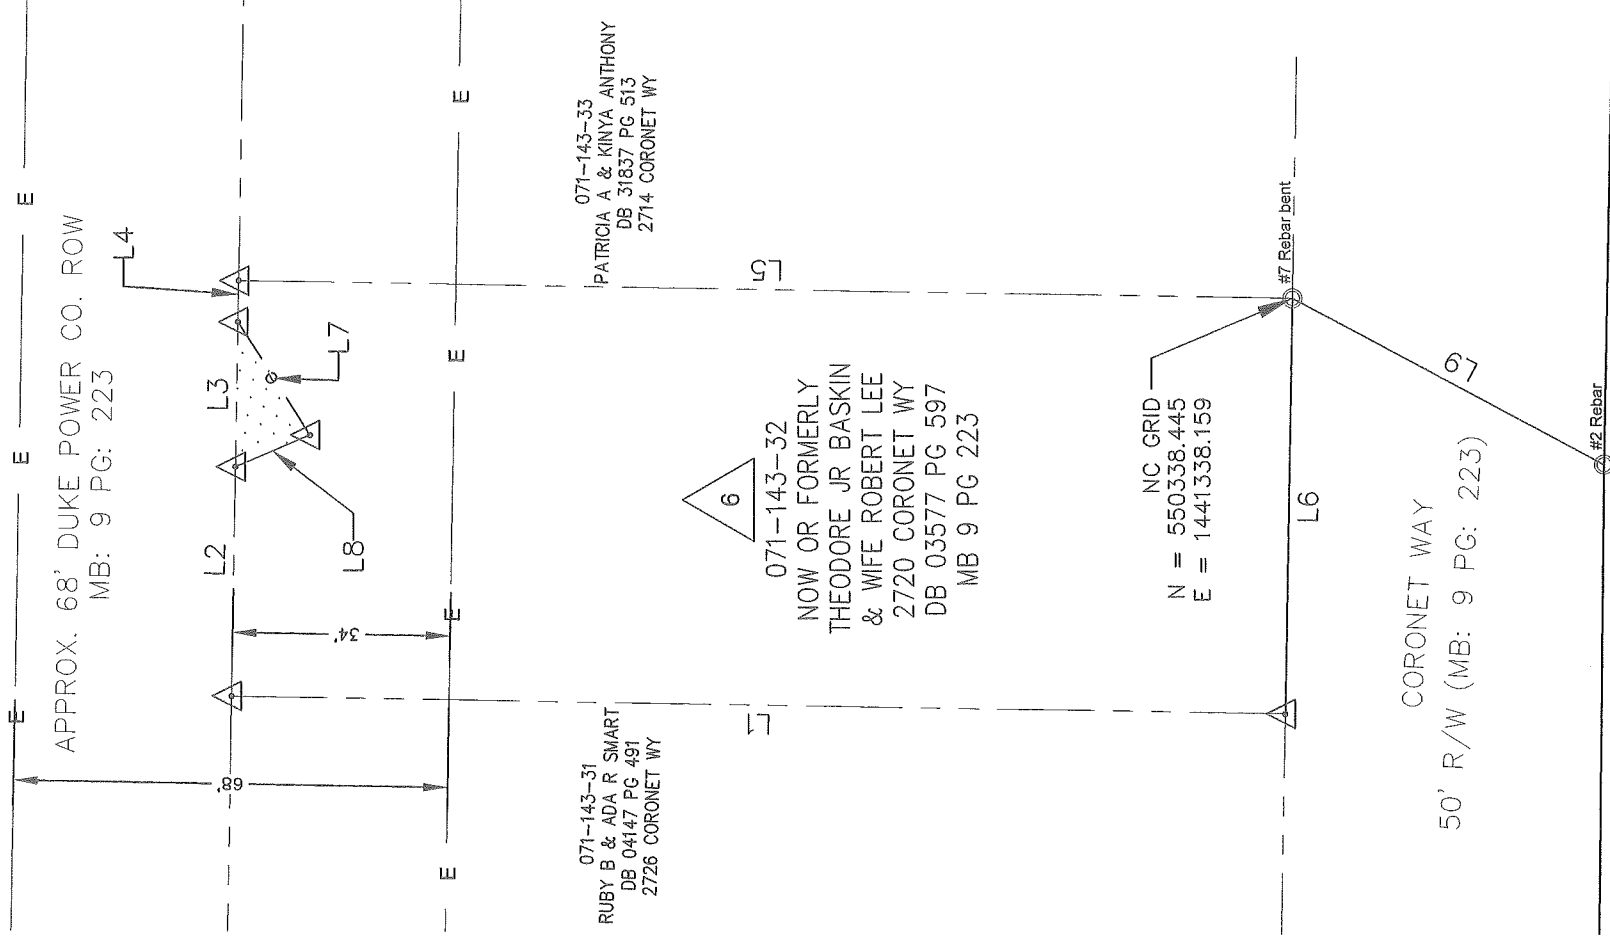 E
E
E
APPROX. 68' DUKE POWER CO. ROW
MB: 9 PG: 223
L4
L3
L2
L7
L8
34'
68'
E
E
E
E
071-143-33
PATRICIA A & KINYA ANTHONY
DB 31837 PG 513
2714 CORONET WY
L5
L1
071-143-31
RUBY B & ADA R SMART
DB 04147 PG 491
2726 CORONET WY
6
071-143-32
NOW OR FORMERLY
THEODORE JR BASKIN
& WIFE ROBERT LEE
2720 CORONET WY
DB 03577 PG 597
MB 9 PG 223
NC GRID
N = 550338.445
E = 1441338.159
#7 Rebar bent
L6
L9
#2 Rebar
CORONET WAY
50' R/W (MB: 9 PG: 223)